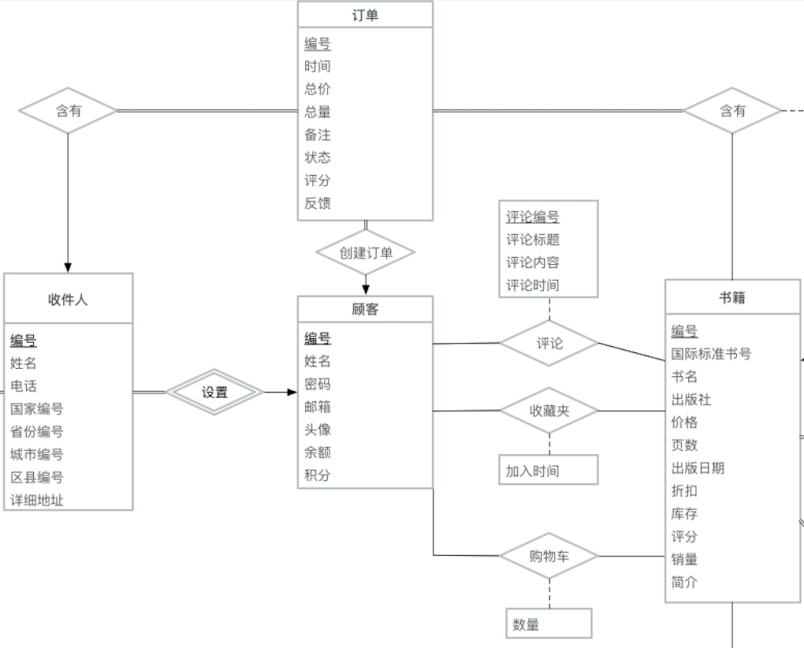 订单
编号
时间
总价
总量
备注
状态
评分
反馈
含有
含有
创建订单
评论编号
评论标题
评论内容
评论时间
收件人
编号
姓名
电话
国家编号
省份编号
城市编号
区县编号
详细地址
设置
顾客
编号
姓名
密码
邮箱
头像
余额
积分
评论
收藏夹
加入时间
购物车
数量
书籍
编号
国际标准书号
书名
出版社
价格
页数
出版日期
折扣
库存
评分
销量
简介